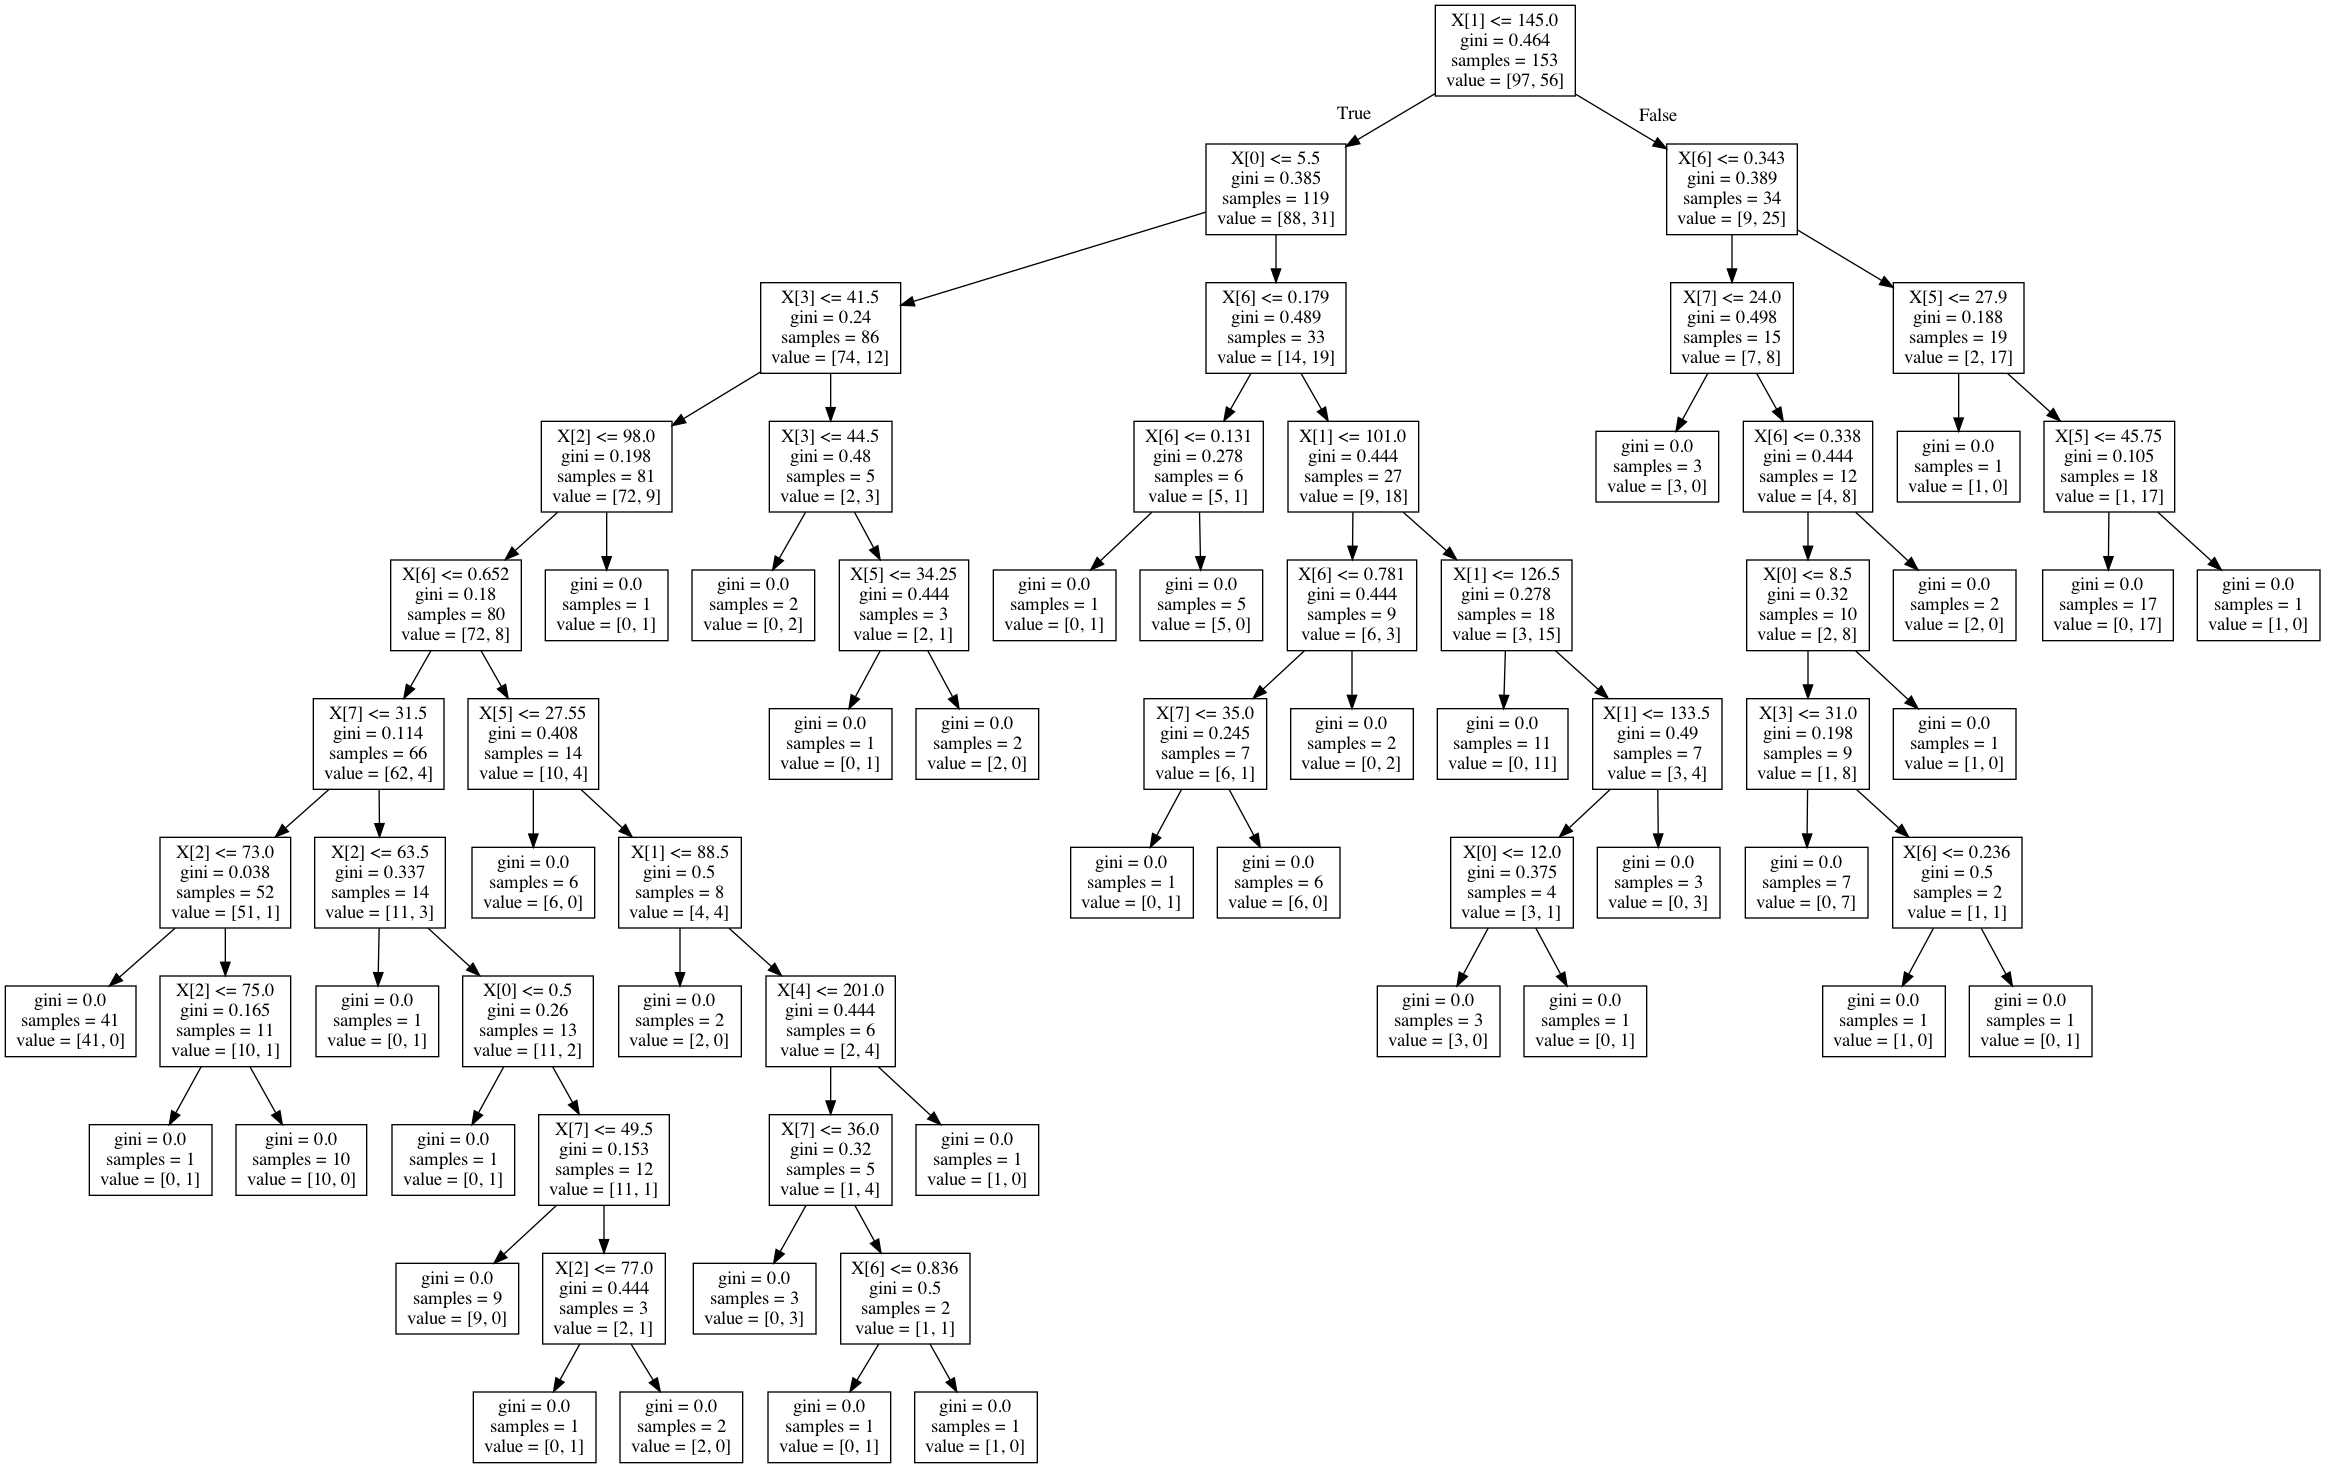 X[1] <= 145.0
gini = 0.464
samples = 153
value = [97, 56]
True
False
X[0] <= 5.5
gini = 0.385
samples = 119
value = [88, 31]
X[6] <= 0.343
gini = 0.389
samples = 34
value = [9, 25]
X[3] <= 41.5
gini = 0.24
samples = 86
value = [74, 12]
X[6] <= 0.179
gini = 0.489
samples = 33
value = [14, 19]
X[7] <= 24.0
gini = 0.498
samples = 15
value = [7, 8]
X[5] <= 27.9
gini = 0.188
samples = 19
value = [2, 17]
X[2] <= 98.0
gini = 0.198
samples = 81
value = [72, 9]
X[3] <= 44.5
gini = 0.48
samples = 5
value = [2, 3]
X[6] <= 0.131
gini = 0.278
samples = 6
value = [5, 1]
X[1] <= 101.0
gini = 0.444
samples = 27
value = [9, 18]
gini = 0.0
samples = 3
value = [3, 0]
X[6] <= 0.338
gini = 0.444
samples = 12
value = [4, 8]
gini = 0.0
samples = 1
value = [1, 0]
X[5] <= 45.75
gini = 0.105
samples = 18
value = [1, 17]
X[6] <= 0.652
gini = 0.18
samples = 80
value = [72, 8]
gini = 0.0
samples = 1
value = [0, 1]
gini = 0.0
samples = 2
value = [0, 2]
X[5] <= 34.25
gini = 0.444
samples = 3
value = [2, 1]
gini = 0.0
samples = 1
value = [0, 1]
gini = 0.0
samples = 5
value = [5, 0]
X[6] <= 0.781
gini = 0.444
samples = 9
value = [6, 3]
X[1] <= 126.5
gini = 0.278
samples = 18
value = [3, 15]
X[0] <= 8.5
gini = 0.32
samples = 10
value = [2, 8]
gini = 0.0
samples = 2
value = [2, 0]
gini = 0.0
samples = 17
value = [0, 17]
gini = 0.0
samples = 1
value = [1, 0]
X[7] <= 31.5
gini = 0.114
samples = 66
value = [62, 4]
X[5] <= 27.55
gini = 0.408
samples = 14
value = [10, 4]
gini = 0.0
samples = 1
value = [0, 1]
gini = 0.0
samples = 2
value = [2, 0]
X[7] <= 35.0
gini = 0.245
samples = 7
value = [6, 1]
gini = 0.0
samples = 2
value = [0, 2]
gini = 0.0
samples = 11
value = [0, 11]
X[1] <= 133.5
gini = 0.49
samples = 7
value = [3, 4]
X[3] <= 31.0
gini = 0.198
samples = 9
value = [1, 8]
gini = 0.0
samples = 1
value = [1, 0]
X[2] <= 73.0
gini = 0.038
samples = 52
value = [51, 1]
X[2] <= 63.5
gini = 0.337
samples = 14
value = [11, 3]
gini = 0.0
samples = 6
value = [6, 0]
X[1] <= 88.5
gini = 0.5
samples = 8
value = [4, 4]
gini = 0.0
samples = 1
value = [0, 1]
gini = 0.0
samples = 6
value = [6, 0]
X[0] <= 12.0
gini = 0.375
samples = 4
value = [3, 1]
gini = 0.0
samples = 3
value = [0, 3]
gini = 0.0
samples = 7
value = [0, 7]
X[6] <= 0.236
gini = 0.5
samples = 2
value = [1, 1]
gini = 0.0
samples = 41
value = [41, 0]
X[2] <= 75.0
gini = 0.165
samples = 11
value = [10, 1]
gini = 0.0
samples = 1
value = [0, 1]
X[0] <= 0.5
gini = 0.26
samples = 13
value = [11, 2]
gini = 0.0
samples = 2
value = [2, 0]
X[4] <= 201.0
gini = 0.444
samples = 6
value = [2, 4]
gini = 0.0
samples = 3
value = [3, 0]
gini = 0.0
samples = 1
value = [0, 1]
gini = 0.0
samples = 1
value = [1, 0]
gini = 0.0
samples = 1
value = [0, 1]
gini = 0.0
samples = 1
value = [0, 1]
gini = 0.0
samples = 10
value = [10, 0]
gini = 0.0
samples = 1
value = [0, 1]
X[7] <= 49.5
gini = 0.153
samples = 12
value = [11, 1]
X[7] <= 36.0
gini = 0.32
samples = 5
value = [1, 4]
gini = 0.0
samples = 1
value = [1, 0]
gini = 0.0
samples = 9
value = [9, 0]
X[2] <= 77.0
gini = 0.444
samples = 3
value = [2, 1]
gini = 0.0
samples = 3
value = [0, 3]
X[6] <= 0.836
gini = 0.5
samples = 2
value = [1, 1]
gini = 0.0
samples = 1
value = [0, 1]
gini = 0.0
samples = 2
value = [2, 0]
gini = 0.0
samples = 1
value = [0, 1]
gini = 0.0
samples = 1
value = [1, 0]